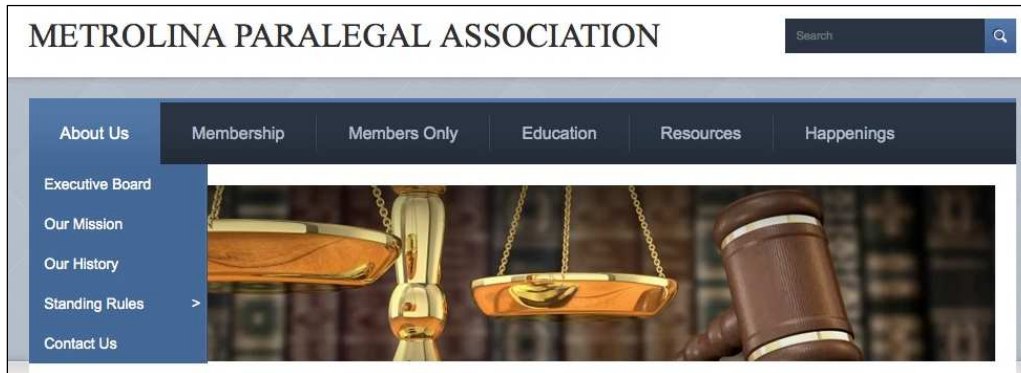 METROLINA PARALEGAL ASSOCIATION
Search
About Us Membership Members Only Education Resources Happenings
Executive Board
Our Mission
Our History
Standing Rules >
Contact Us